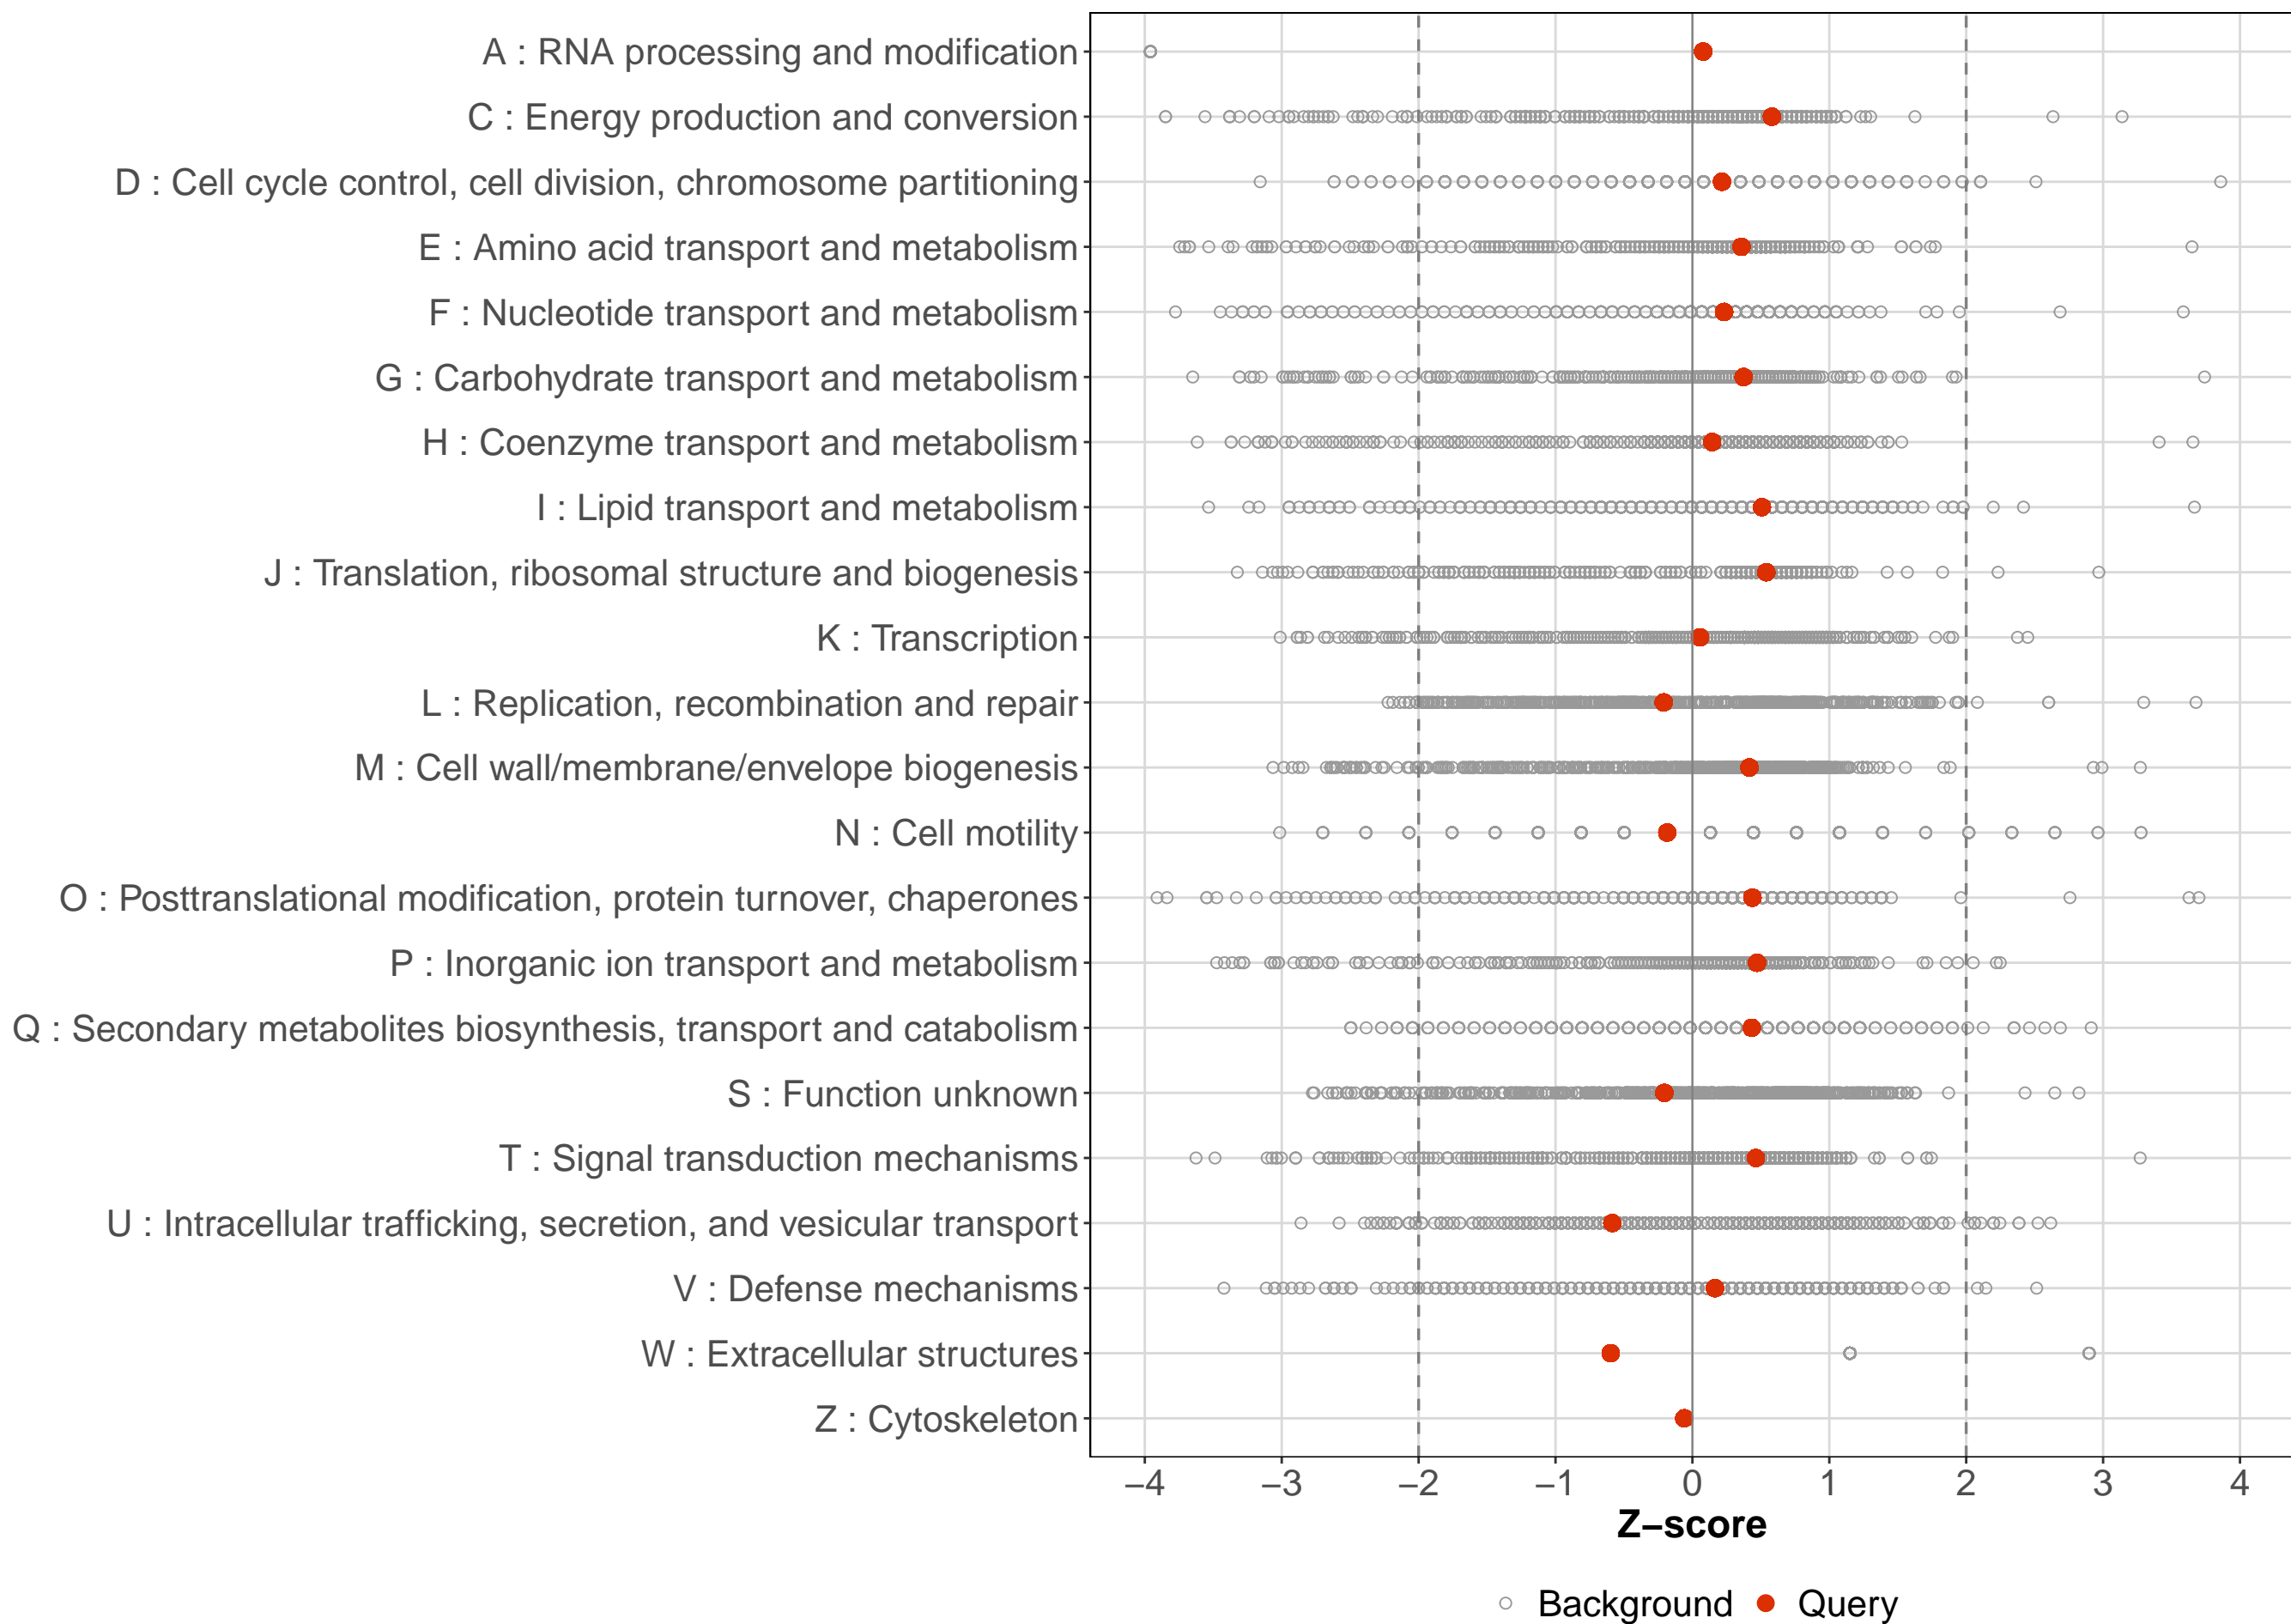 A : RNA processing and modification
C : Energy production and conversion
D : Cell cycle control, cell division, chromosome partitioning
E : Amino acid transport and metabolism
F : Nucleotide transport and metabolism
G : Carbohydrate transport and metabolism
H : Coenzyme transport and metabolism
I : Lipid transport and metabolism
J : Translation, ribosomal structure and biogenesis
K : Transcription
L : Replication, recombination and repair
M : Cell wall/membrane/envelope biogenesis
N : Cell motility
O : Posttranslational modification, protein turnover, chaperones
P : Inorganic ion transport and metabolism
Q : Secondary metabolites biosynthesis, transport and catabolism
S : Function unknown
T : Signal transduction mechanisms
U : Intracellular trafficking, secretion, and vesicular transport
V : Defense mechanisms
W : Extracellular structures
Z : Cytoskeleton
−4 −3 −2 −1 0 1 2 3 4
Z−score
Background Query